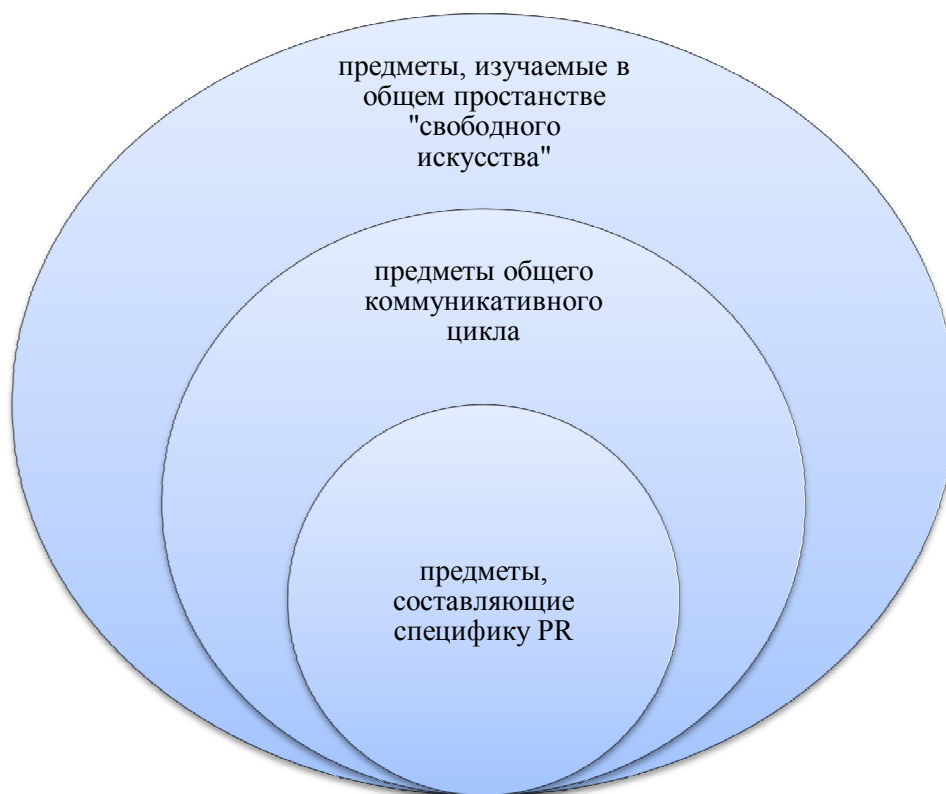 предметы, изучаемые в
общем простанстве
"свободного
искусства"
предметы общего
коммуникативного
цикла
предметы,
составляющие
специфику PR